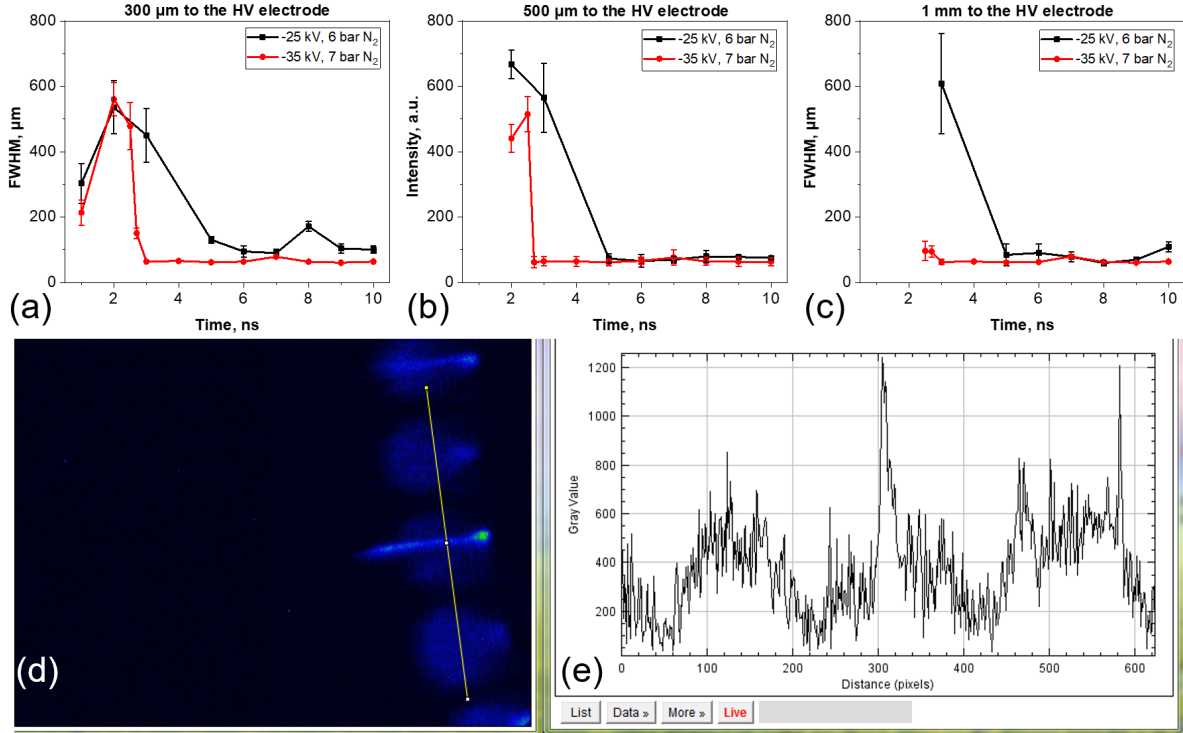 300 µm to the HV electrode
800
600
400
200
0
FWHM, µm
-25 kV, 6 bar N₂
-35 kV, 7 bar N₂
2
4
6
8
10
Time, ns
(a)
500 µm to the HV electrode
800
600
400
200
0
Intensity, a.u.
-25 kV, 6 bar N₂
-35 kV, 7 bar N₂
2
4
6
8
10
Time, ns
(b)
1 mm to the HV electrode
800
600
400
200
0
FWHM, µm
-25 kV, 6 bar N₂
-35 kV, 7 bar N₂
2
4
6
8
10
Time, ns
(c)
(d)
1200
1000
800
600
400
200
Gray Value
0
100
200
300
400
500
600
Distance (pixels)
(e)
List
Data »
More »
Live